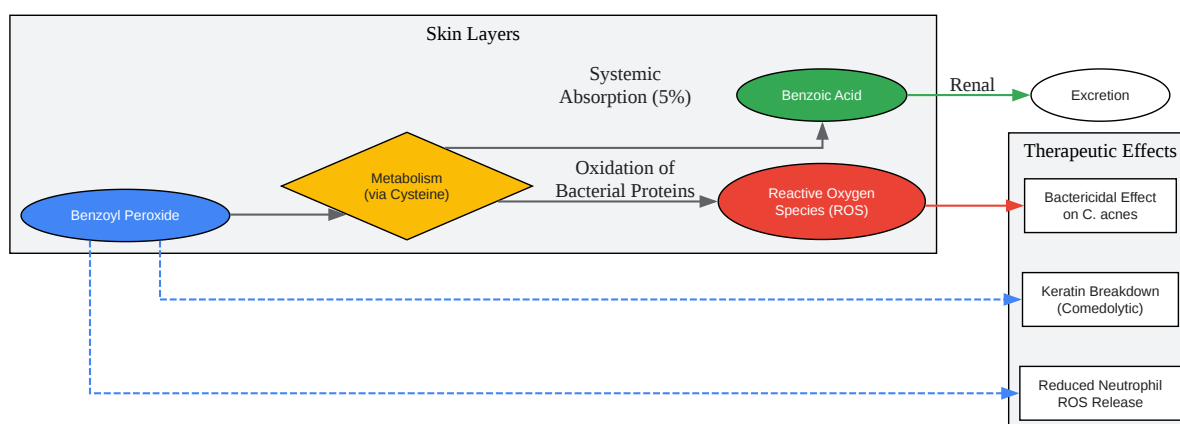 Skin Layers
Systemic
Absorption (5%)
Benzoic Acid
Renal
Excretion
Therapeutic Effects
Metabolism
(via Cysteine)
Oxidation of
Bacterial Proteins
Reactive Oxygen
Species (ROS)
Bactericidal Effect
on C. acnes
Benzoyl Peroxide
Keratin Breakdown
(Comedolytic)
Reduced Neutrophil
ROS Release